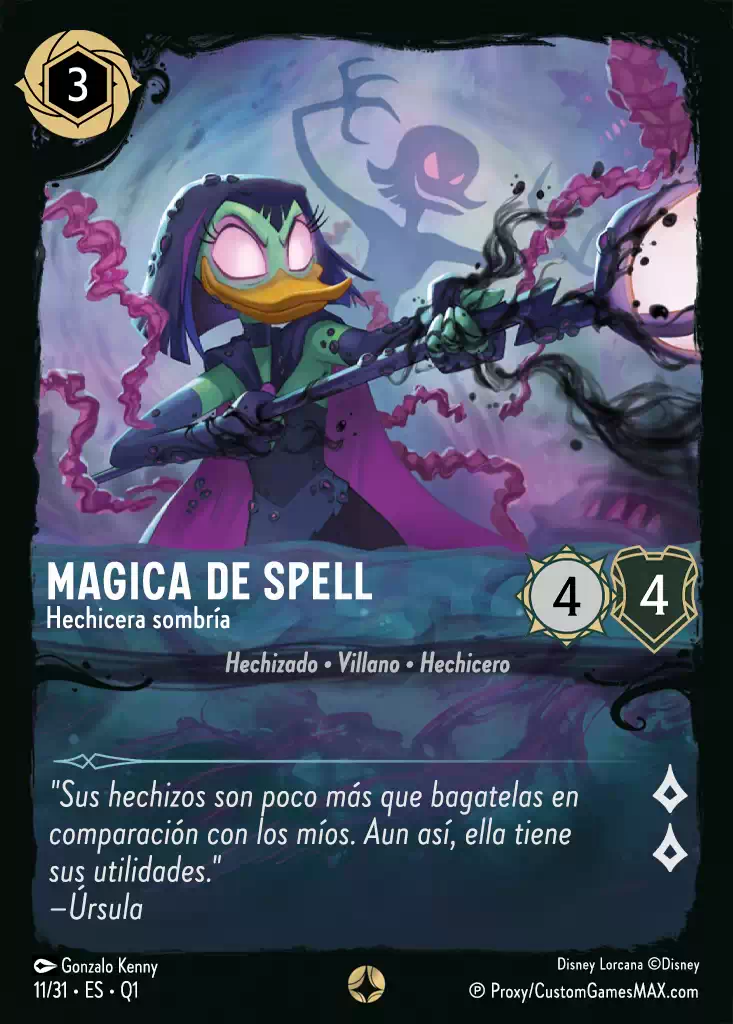 3
MAGICA DE SPELL
Hechicera sombría
4
4
Hechizado • Villano • Hechicero
"Sus hechizos son poco más que bagatelas en
comparación con los míos. Aun así, ella tiene
sus utilidades."
—Úrsula
Gonzalo Kenny
Disney Lorcana ©Disney
11/31 • ES • Q1
Ⓟ Proxy/CustomGamesMAX.com